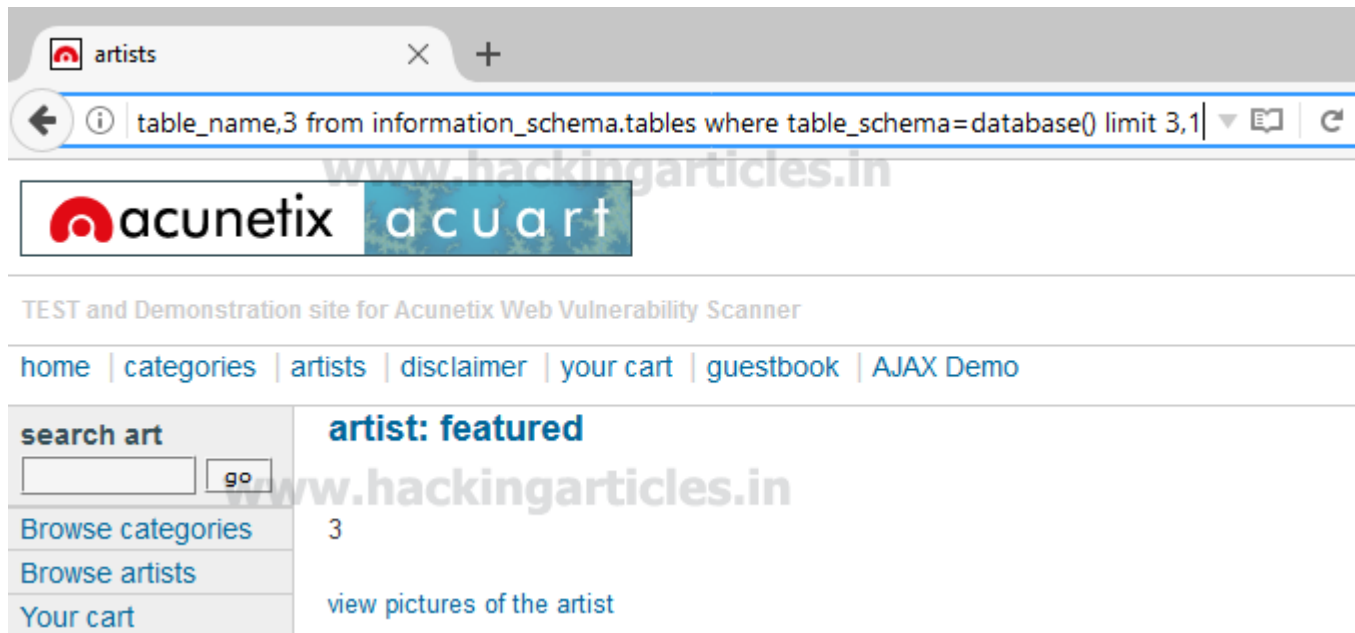 artists
table_name,3 from information_schema.tables where table_schema=database() limit 3,1
www.hackingarticles.in
acunetix acuart
TEST and Demonstration site for Acunetix Web Vulnerability Scanner
home | categories | artists | disclaimer | your cart | guestbook | AJAX Demo
search art
go
Browse categories
Browse artists
Your cart
artist: featured
www.hackingarticles.in
3
view pictures of the artist